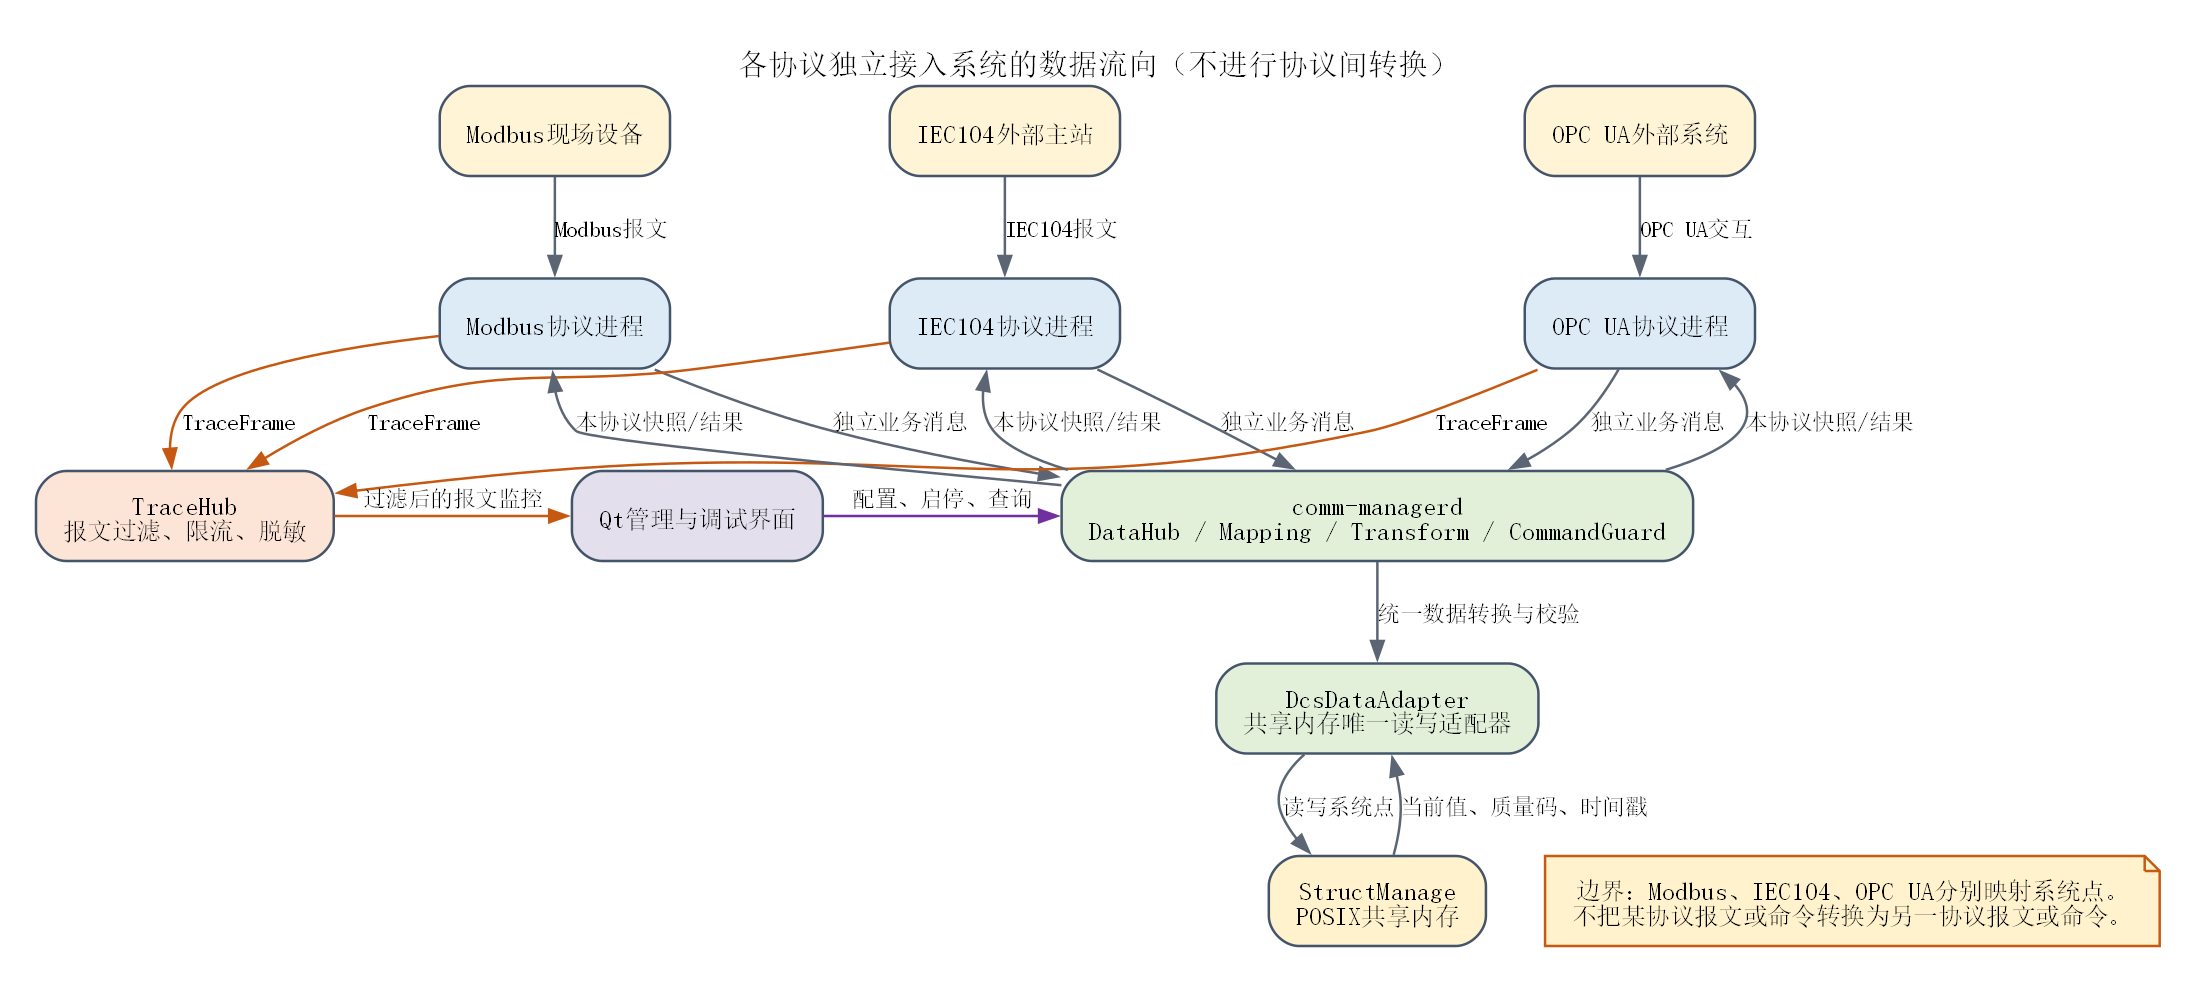 各协议独立接入系统的数据流向（不进行协议间转换）
Modbus现场设备
IEC104外部主站
OPC UA外部系统
Modbus报文
IEC104报文
OPC UA交互
Modbus协议进程
IEC104协议进程
OPC UA协议进程
TraceFrame
TraceFrame
本协议快照/结果
独立业务消息
本协议快照/结果
独立业务消息
TraceFrame
独立业务消息
本协议快照/结果
TraceHub
报文过滤、限流、脱敏
过滤后的报文监控
Qt管理与调试界面
配置、启停、查询
comm-managerd
DataHub / Mapping / Transform / CommandGuard
统一数据转换与校验
DcsDataAdapter
共享内存唯一读写适配器
读写系统点
当前值、质量码、时间戳
StructManage
POSIX共享内存
边界：Modbus、IEC104、OPC UA分别映射系统点。
不把某协议报文或命令转换为另一协议报文或命令。